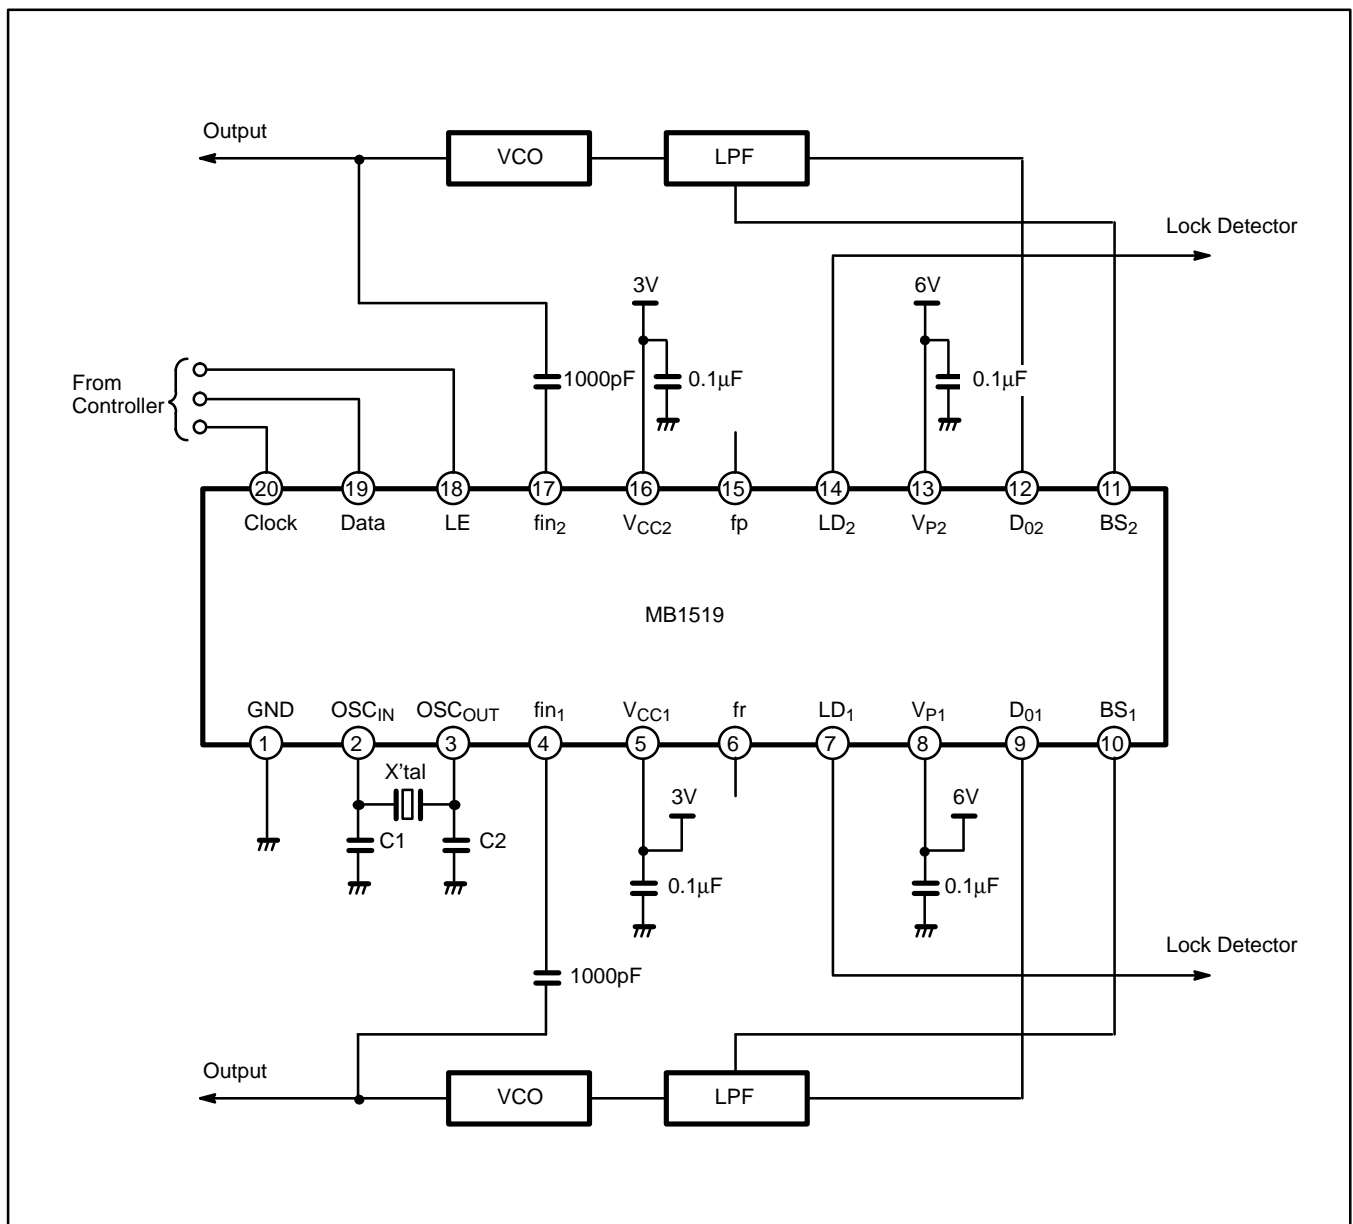 Output
VCO
LPF
Lock Detector
3V
6V
From
Controller
1000pF
0.1μF
0.1μF
20
19
18
17
16
15
14
13
12
11
Clock
Data
LE
fin2
VCC2
fp
LD2
VP2
D02
BS2
MB1519
GND
OSCIN
OSCOUT
fin1
VCC1
fr
LD1
VP1
D01
BS1
1
2
3
4
5
6
7
8
9
10
X'tal
3V
6V
C1
C2
0.1μF
0.1μF
Lock Detector
1000pF
Output
VCO
LPF